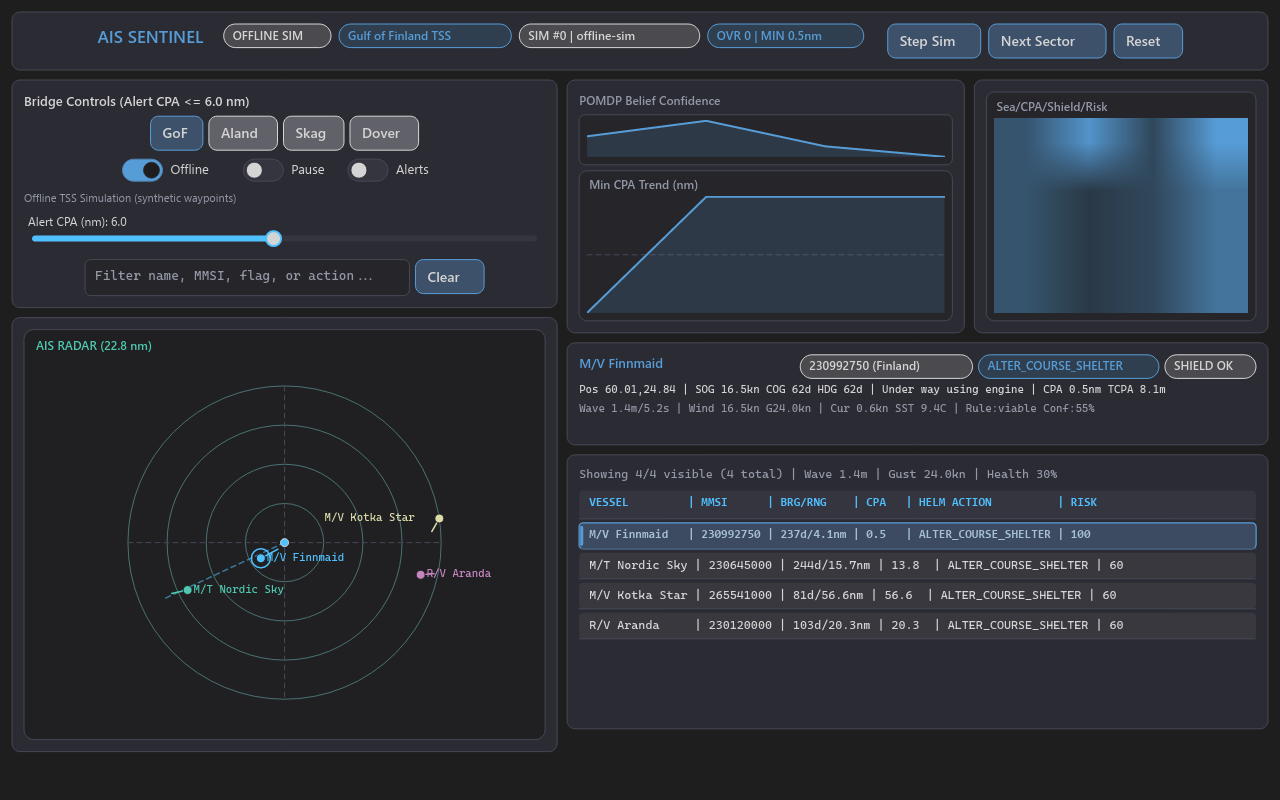 AIS SENTINEL
OFFLINE SIM
Gulf of Finland TSS
SIM #0 | offline-sim
OVR 0 | MIN 0.5nm
Step Sim
Next Sector
Reset
Bridge Controls (Alert CPA <= 6.0 nm)
GoF
Aland
Skag
Dover
Offline
Pause
Alerts
Offline TSS Simulation (synthetic waypoints)
Alert CPA (nm): 6.0
Filter name, MMSI, flag, or action...
Clear
AIS RADAR (22.8 nm)
M/V Kotka Star
M/V Finnmaid
R/V Aranda
M/T Nordic Sky
POMDP Belief Confidence
Min CPA Trend (nm)
Sea/CPA/Shield/Risk
M/V Finnmaid
230992750 (Finland)
ALTER_COURSE_SHELTER
SHIELD OK
Pos 60.01,24.84 | SOG 16.5kn COG 62d HDG 62d | Under way using engine | CPA 0.5nm TCPA 8.1m
Wave 1.4m/5.2s | Wind 16.5kn G24.0kn | Cur 0.6kn SST 9.4C | Rule:viable Conf:55%
Showing 4/4 visible (4 total) | Wave 1.4m | Gust 24.0kn | Health 30%
VESSEL | MMSI | BRG/RNG | CPA | HELM ACTION | RISK
M/V Finnmaid | 230992750 | 237d/4.1nm | 0.5 | ALTER_COURSE_SHELTER | 100
M/T Nordic Sky | 230645000 | 244d/15.7nm | 13.8 | ALTER_COURSE_SHELTER | 60
M/V Kotka Star | 265541000 | 81d/56.6nm | 56.6 | ALTER_COURSE_SHELTER | 60
R/V Aranda | 230120000 | 103d/20.3nm | 20.3 | ALTER_COURSE_SHELTER | 60